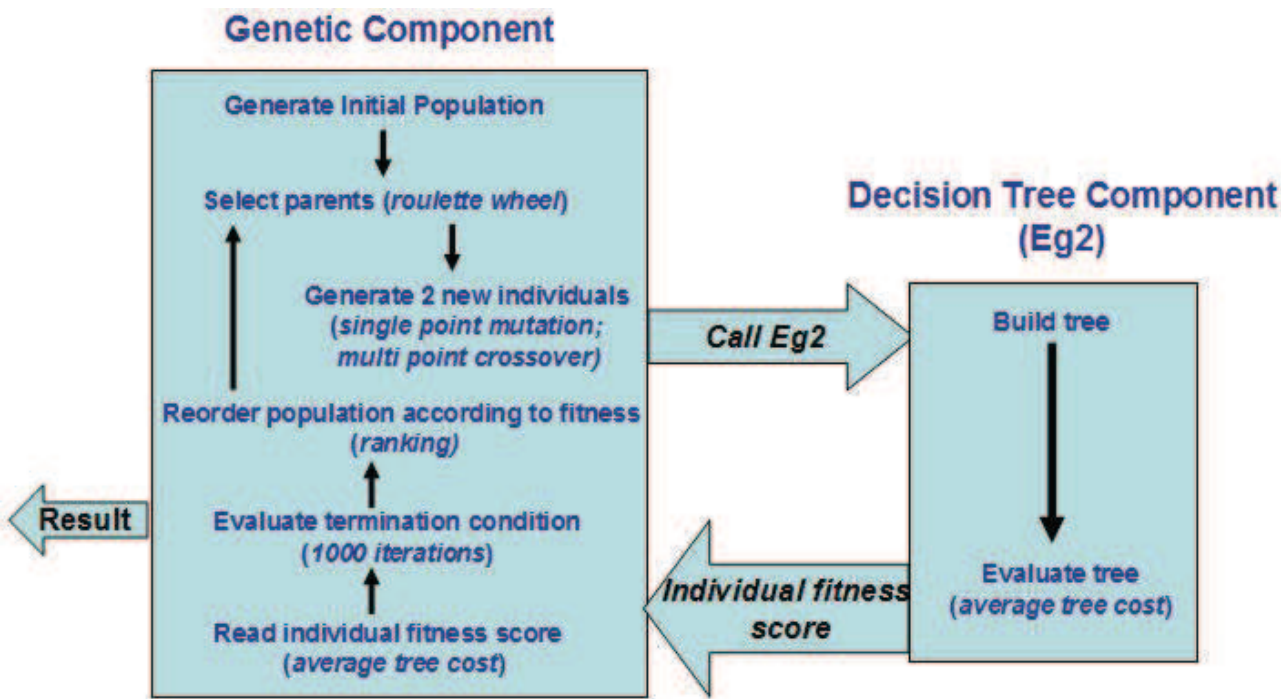 Genetic Component
Generate Initial Population
Select parents (roulette wheel)
Generate 2 new individuals
(single point mutation;
multi point crossover)
Reorder population according to fitness
(ranking)
Evaluate termination condition
(1000 iterations)
Read individual fitness score
(average tree cost)
Result
Call Eg2
Individual fitness
score
Decision Tree Component
(Eg2)
Build tree
Evaluate tree
(average tree cost)